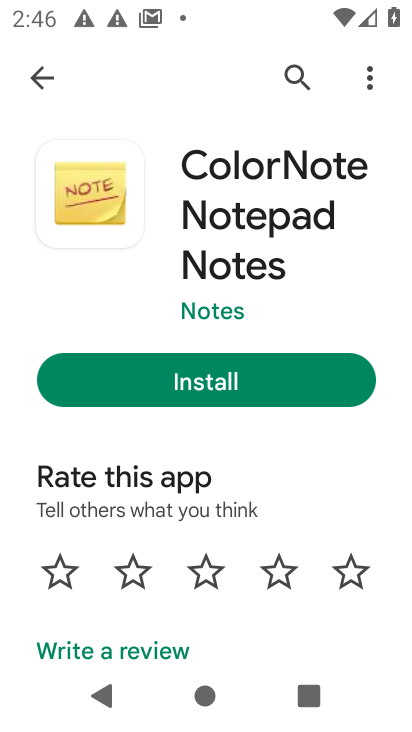 2:46
ColorNote
Notepad
Notes
NOTE
Notes
Install
Rate this app
Tell others what you think
Write a review